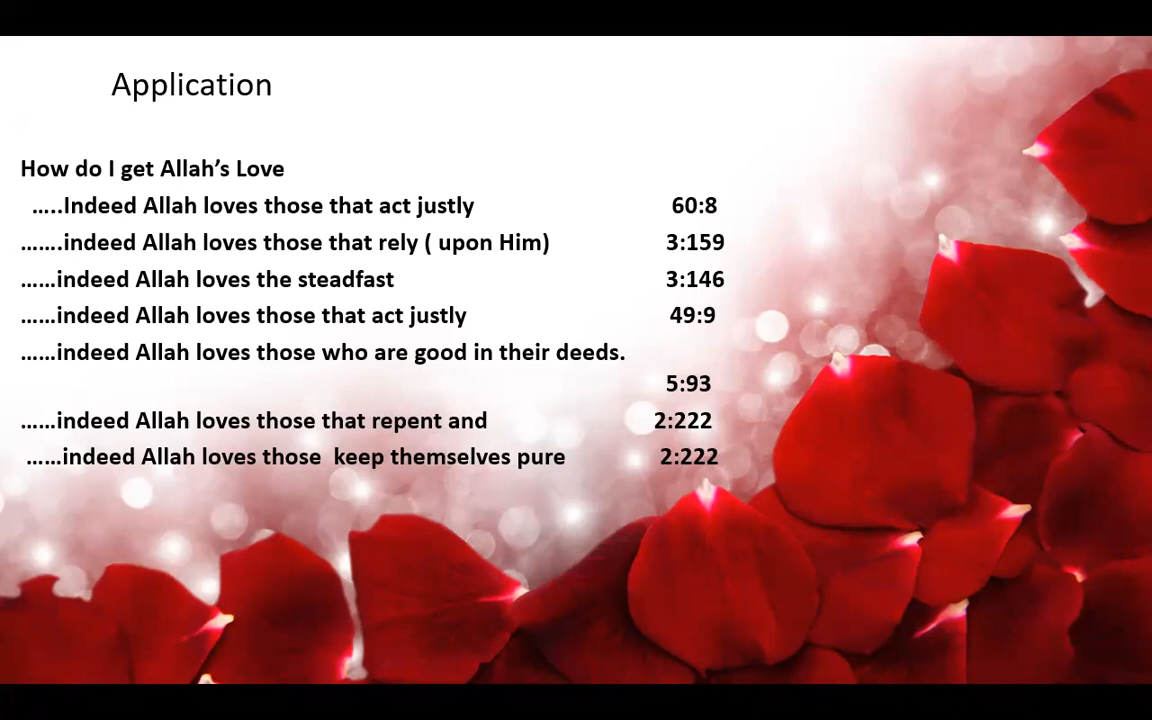 Application
How do I get Allah’s Love
…..Indeed Allah loves those that act justly 60:8
…….indeed Allah loves those that rely ( upon Him) 3:159
……indeed Allah loves the steadfast 3:146
……indeed Allah loves those that act justly 49:9
……indeed Allah loves those who are good in their deeds.
5:93
……indeed Allah loves those that repent and 2:222
……indeed Allah loves those  keep themselves pure 2:222